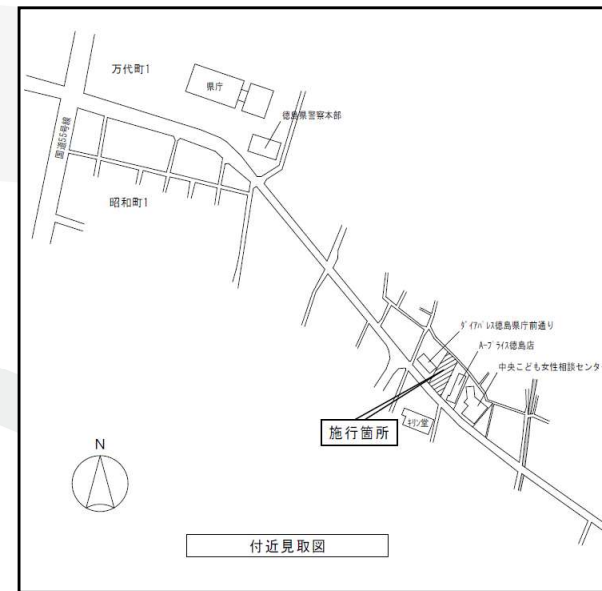 万代町1
県庁
徳島県警察本部
国道55号線
昭和町1
ダイアパレス徳島県庁前通り
A-プライス徳島店
中央こども女性相談センタ
施行箇所
キリン堂
N
付近見取図